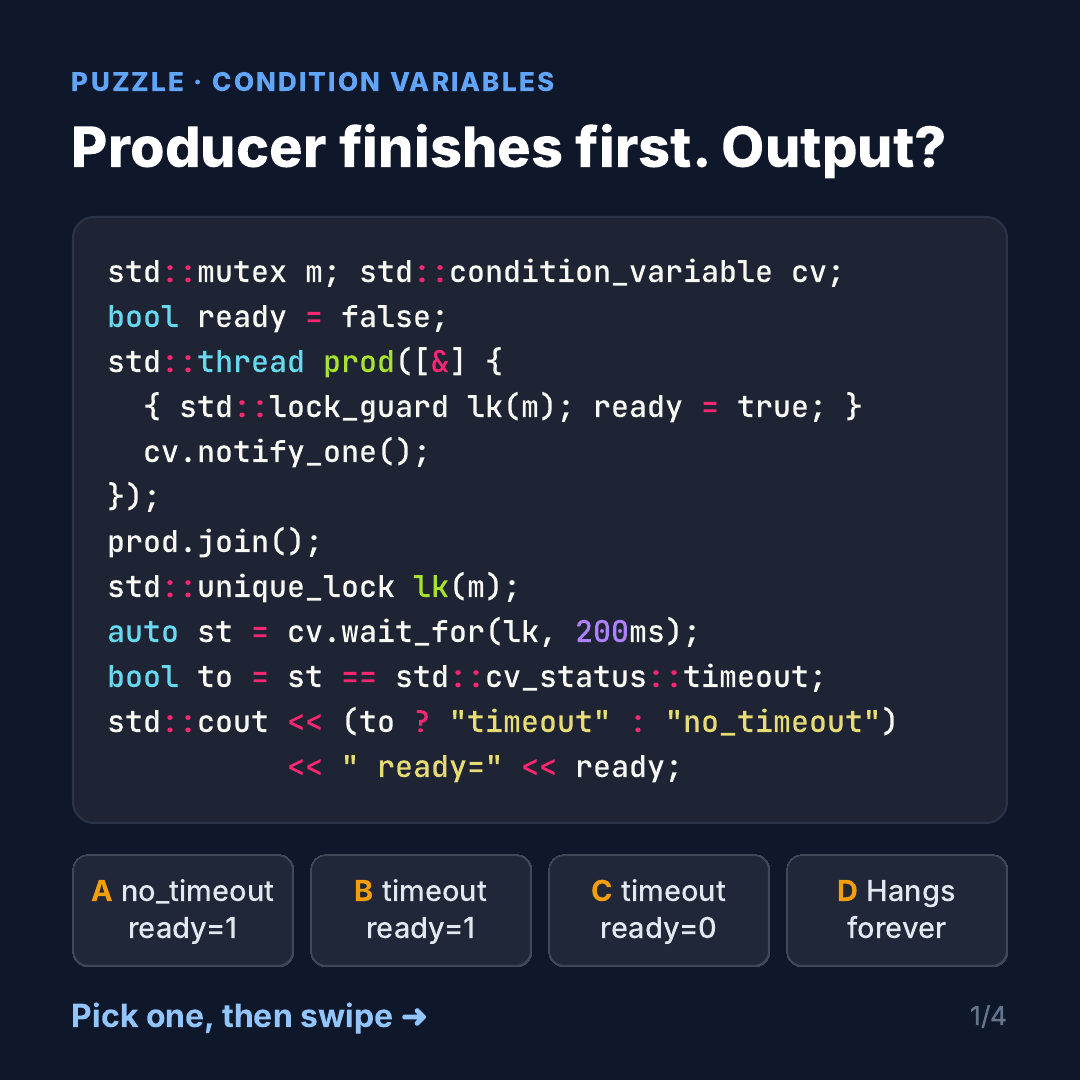 PUZZLE · CONDITION VARIABLES
Producer finishes first. Output?
std::mutex m; std::condition_variable cv;
bool ready = false;
std::thread prod([&] {
  { std::lock_guard lk(m); ready = true; }
  cv.notify_one();
});
prod.join();
std::unique_lock lk(m);
auto st = cv.wait_for(lk, 200ms);
bool to = st == std::cv_status::timeout;
std::cout << (to ? "timeout" : "no_timeout")
          << " ready=" << ready;
A no_timeout
ready=1
B timeout
ready=1
C timeout
ready=0
D Hangs
forever
Pick one, then swipe ➜
1/4